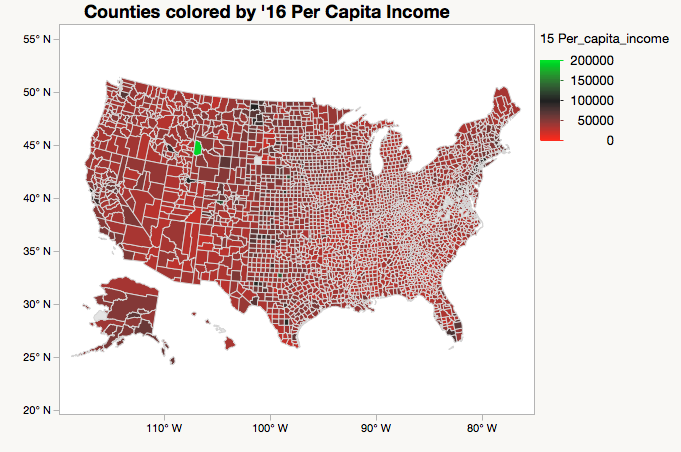 Counties colored by '16 Per Capita Income
15 Per_capita_income
55° N
50° N
45° N
40° N
35° N
30° N
25° N
20° N
200000
150000
100000
50000
0
110° W
100° W
90° W
80° W